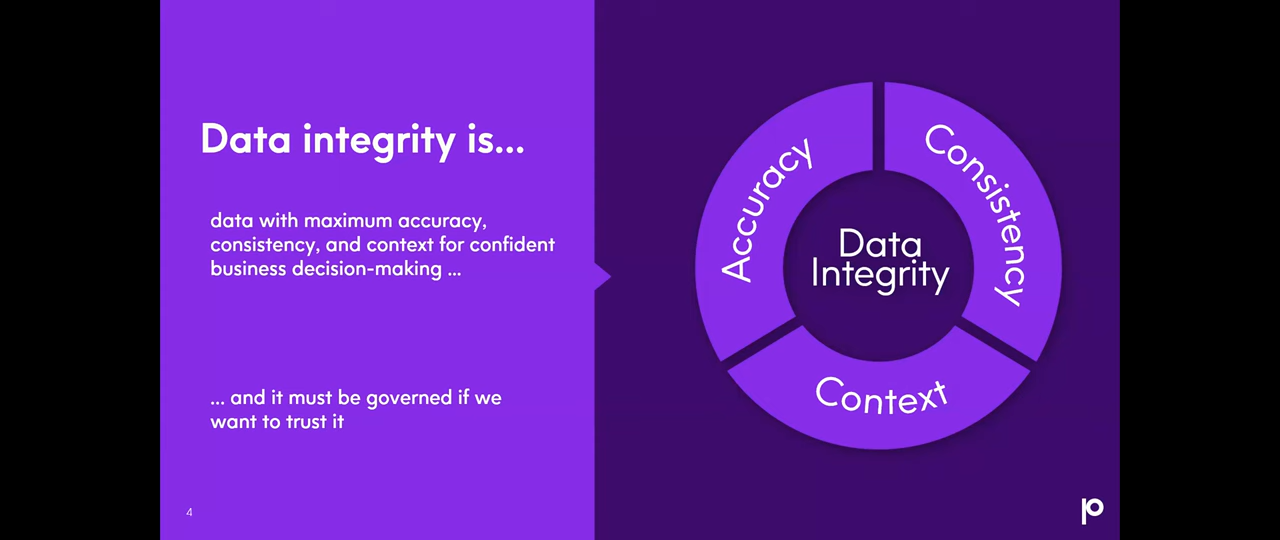 Data integrity is...
data with maximum accuracy,
consistency, and context for confident
business decision-making ...
... and it must be governed if we
want to trust it
4
Accuracy
Consistency
Data
Integrity
Context
p